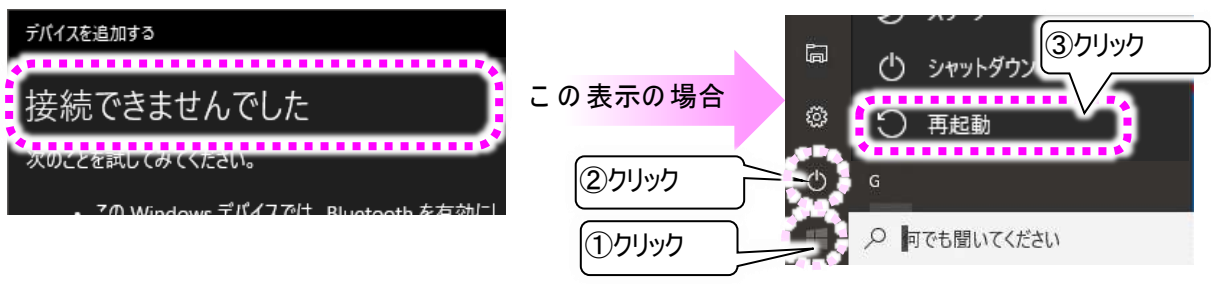 デバイスを追加する
接続できませんでした
次のことを試してみてください。
• この Windows デバイスでは、Bluetooth を有効にし
この表示の場合
シャットダウン
③クリック
再起動
②クリック
G
①クリック
何でも聞いてください